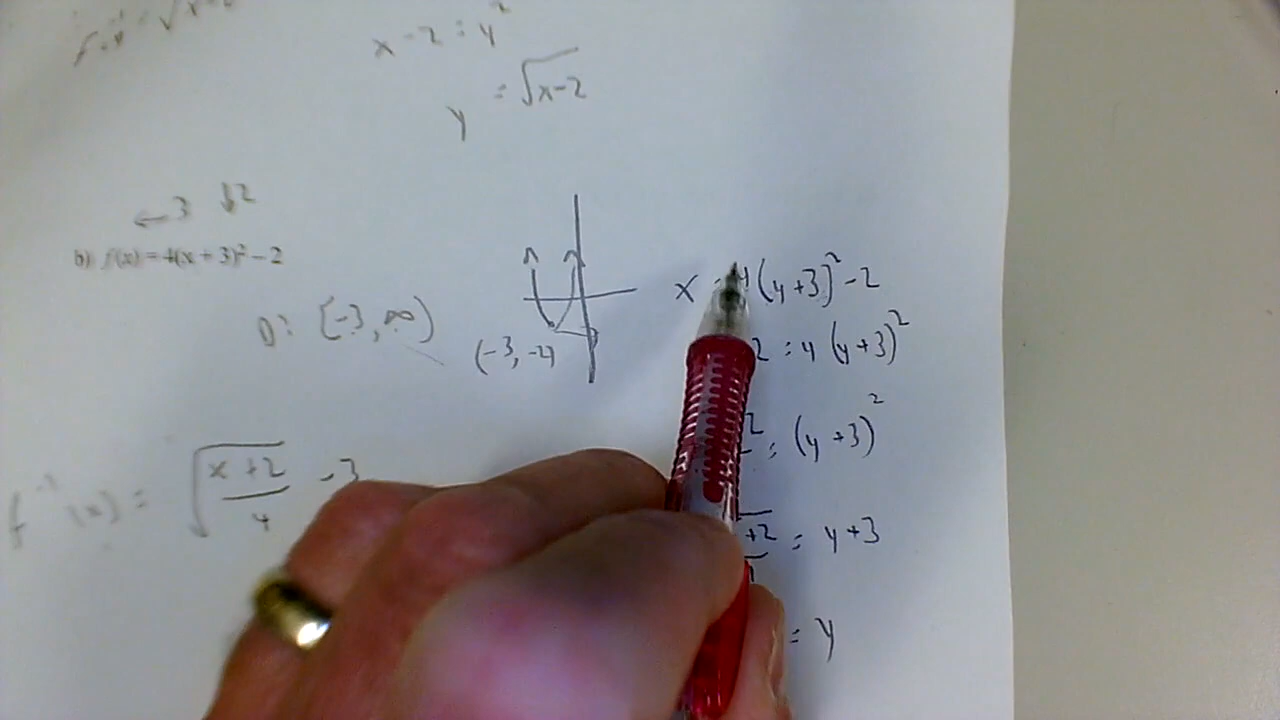 x - 2 = y²
y = √x-2
← 3 ↓2
b) f(x) = 4(x + 3)² − 2
D: [-3, ∞)
(-3, -2)
x = 4(y+3)² - 2
2 = 4(y+3)²
2 = (y+3)²
+2 = y+3
= y
f⁻¹(x) = √x+2/4 - 3